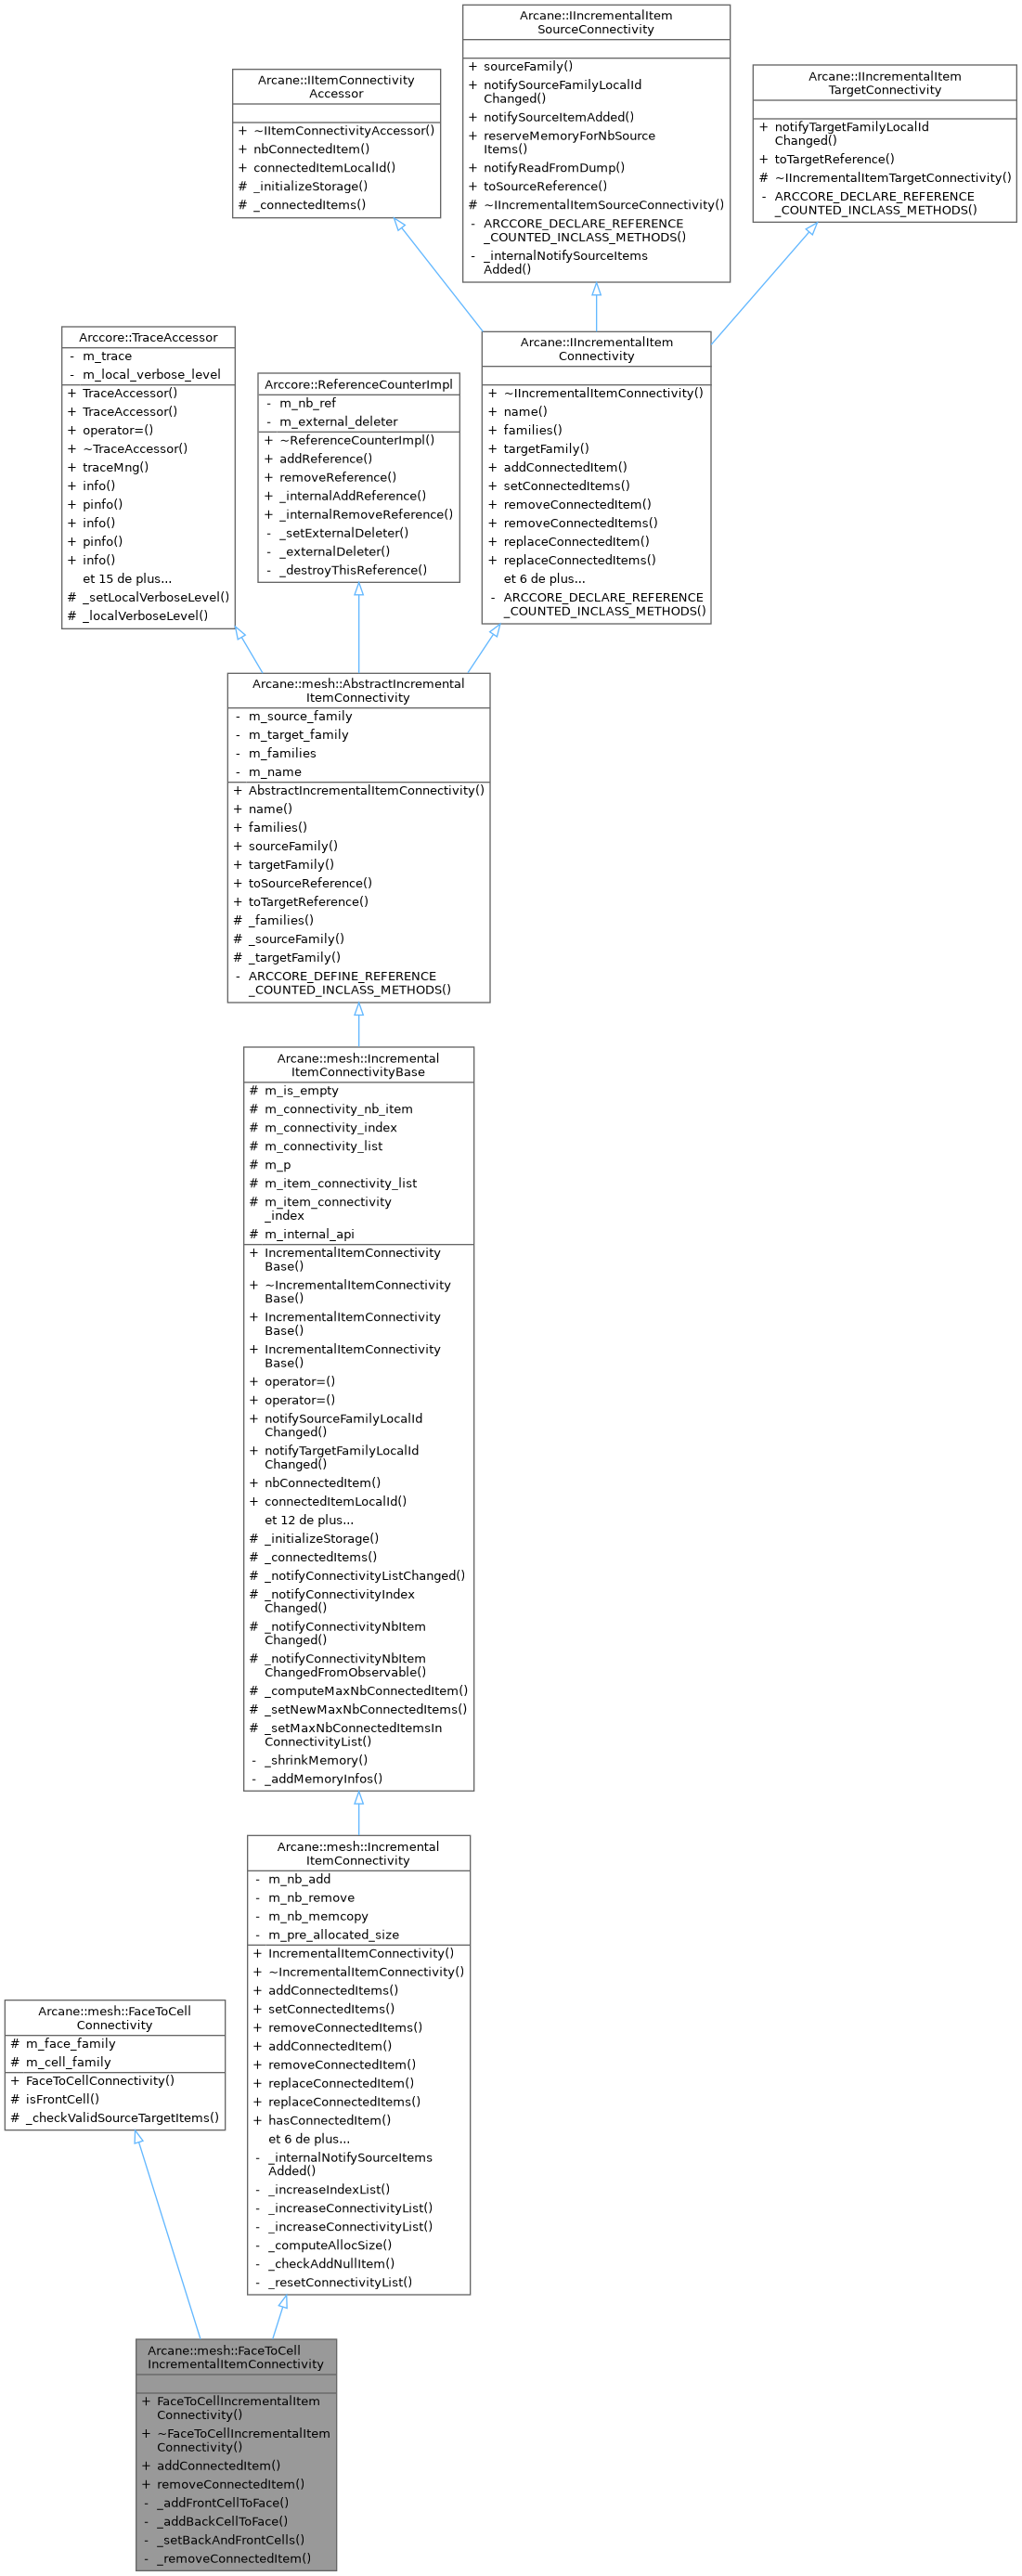 Arcane::IIncrementalItem
SourceConnectivity
+ sourceFamily()
+ notifySourceFamilyLocalId
Changed()
+ notifySourceItemAdded()
+ reserveMemoryForNbSource
Items()
+ notifyReadFromDump()
+ toSourceReference()
# ~IIncrementalItemSourceConnectivity()
- ARCCORE_DECLARE_REFERENCE
_COUNTED_INCLASS_METHODS()
- _internalNotifySourceItems
Added()
Arcane::IItemConnectivity
Accessor
+ ~IItemConnectivityAccessor()
+ nbConnectedItem()
+ connectedItemLocalId()
# _initializeStorage()
# _connectedItems()
Arcane::IIncrementalItem
TargetConnectivity
+ notifyTargetFamilyLocalId
Changed()
+ toTargetReference()
# ~IIncrementalItemTargetConnectivity()
- ARCCORE_DECLARE_REFERENCE
_COUNTED_INCLASS_METHODS()
Arccore::TraceAccessor
- m_trace
- m_local_verbose_level
+ TraceAccessor()
+ TraceAccessor()
+ operator=()
+ ~TraceAccessor()
+ traceMng()
+ info()
+ pinfo()
+ info()
+ pinfo()
+ info()
et 15 de plus...
# _setLocalVerboseLevel()
# _localVerboseLevel()
Arccore::ReferenceCounterImpl
- m_nb_ref
- m_external_deleter
+ ~ReferenceCounterImpl()
+ addReference()
+ removeReference()
+ _internalAddReference()
+ _internalRemoveReference()
- _setExternalDeleter()
- _externalDeleter()
- _destroyThisReference()
Arcane::IIncrementalItem
Connectivity
+ ~IIncrementalItemConnectivity()
+ name()
+ families()
+ targetFamily()
+ addConnectedItem()
+ setConnectedItems()
+ removeConnectedItem()
+ removeConnectedItems()
+ replaceConnectedItem()
+ replaceConnectedItems()
et 6 de plus...
- ARCCORE_DECLARE_REFERENCE
_COUNTED_INCLASS_METHODS()
Arcane::mesh::AbstractIncremental
ItemConnectivity
- m_source_family
- m_target_family
- m_families
- m_name
+ AbstractIncrementalItemConnectivity()
+ name()
+ families()
+ sourceFamily()
+ targetFamily()
+ toSourceReference()
+ toTargetReference()
# _families()
# _sourceFamily()
# _targetFamily()
- ARCCORE_DEFINE_REFERENCE
_COUNTED_INCLASS_METHODS()
Arcane::mesh::Incremental
ItemConnectivityBase
# m_is_empty
# m_connectivity_nb_item
# m_connectivity_index
# m_connectivity_list
# m_p
# m_item_connectivity_list
# m_item_connectivity
_index
# m_internal_api
+ IncrementalItemConnectivity
Base()
+ ~IncrementalItemConnectivity
Base()
+ IncrementalItemConnectivity
Base()
+ IncrementalItemConnectivity
Base()
+ operator=()
+ operator=()
+ notifySourceFamilyLocalId
Changed()
+ notifyTargetFamilyLocalId
Changed()
+ nbConnectedItem()
+ connectedItemLocalId()
et 12 de plus...
# _initializeStorage()
# _connectedItems()
# _notifyConnectivityListChanged()
# _notifyConnectivityIndex
Changed()
# _notifyConnectivityNbItem
Changed()
# _notifyConnectivityNbItem
ChangedFromObservable()
# _computeMaxNbConnectedItem()
# _setNewMaxNbConnectedItems()
# _setMaxNbConnectedItemsIn
ConnectivityList()
- _shrinkMemory()
- _addMemoryInfos()
Arcane::mesh::Incremental
ItemConnectivity
- m_nb_add
- m_nb_remove
- m_nb_memcopy
- m_pre_allocated_size
+ IncrementalItemConnectivity()
+ ~IncrementalItemConnectivity()
+ addConnectedItems()
+ setConnectedItems()
+ removeConnectedItems()
+ addConnectedItem()
+ removeConnectedItem()
+ replaceConnectedItem()
+ replaceConnectedItems()
+ hasConnectedItem()
et 6 de plus...
- _internalNotifySourceItems
Added()
- _increaseIndexList()
- _increaseConnectivityList()
- _increaseConnectivityList()
- _computeAllocSize()
- _checkAddNullItem()
- _resetConnectivityList()
Arcane::mesh::FaceToCell
Connectivity
# m_face_family
# m_cell_family
+ FaceToCellConnectivity()
# isFrontCell()
# _checkValidSourceTargetItems()
Arcane::mesh::FaceToCell
IncrementalItemConnectivity
+ FaceToCellIncrementalItem
Connectivity()
+ ~FaceToCellIncrementalItem
Connectivity()
+ addConnectedItem()
+ removeConnectedItem()
- _addFrontCellToFace()
- _addBackCellToFace()
- _setBackAndFrontCells()
- _removeConnectedItem()